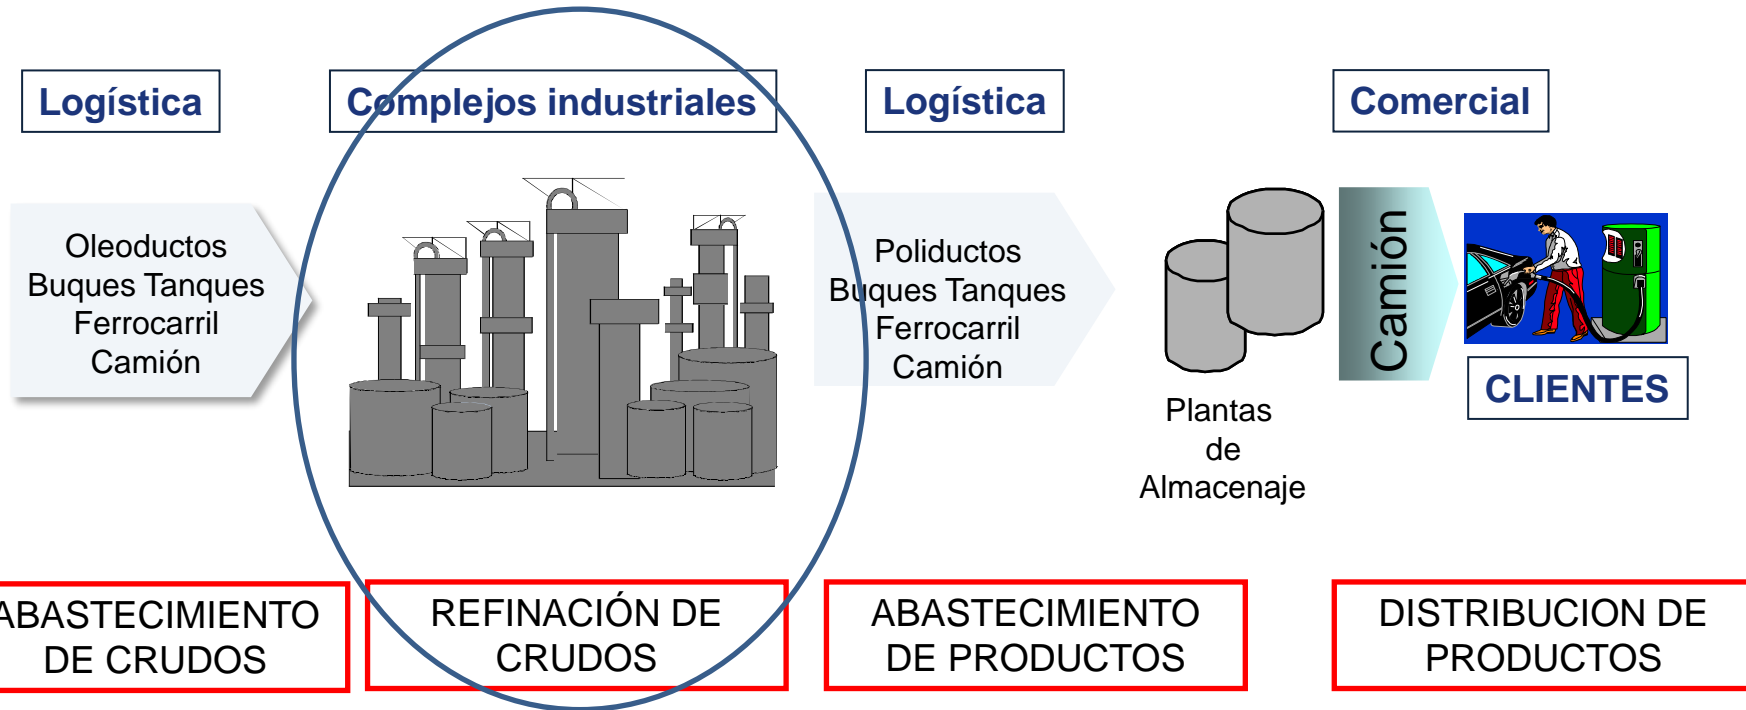 Logística
Complejos industriales
Logística
Comercial
Oleoductos
Buques Tanques
Ferrocarril
Camión
Poliductos
Buques Tanques
Ferrocarril
Camión
Plantas
de
Almacenaje
Camión
CLIENTES
ABASTECIMIENTO
DE CRUDOS
REFINACIÓN DE
CRUDOS
ABASTECIMIENTO
DE PRODUCTOS
DISTRIBUCION DE
PRODUCTOS